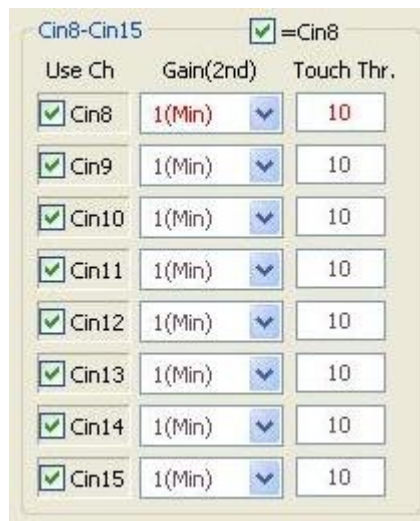 Cin8-Cin15 =Cin8
Use Ch Gain(2nd) Touch Thr.
Cin8 1(Min) 10
Cin9 1(Min) 10
Cin10 1(Min) 10
Cin11 1(Min) 10
Cin12 1(Min) 10
Cin13 1(Min) 10
Cin14 1(Min) 10
Cin15 1(Min) 10